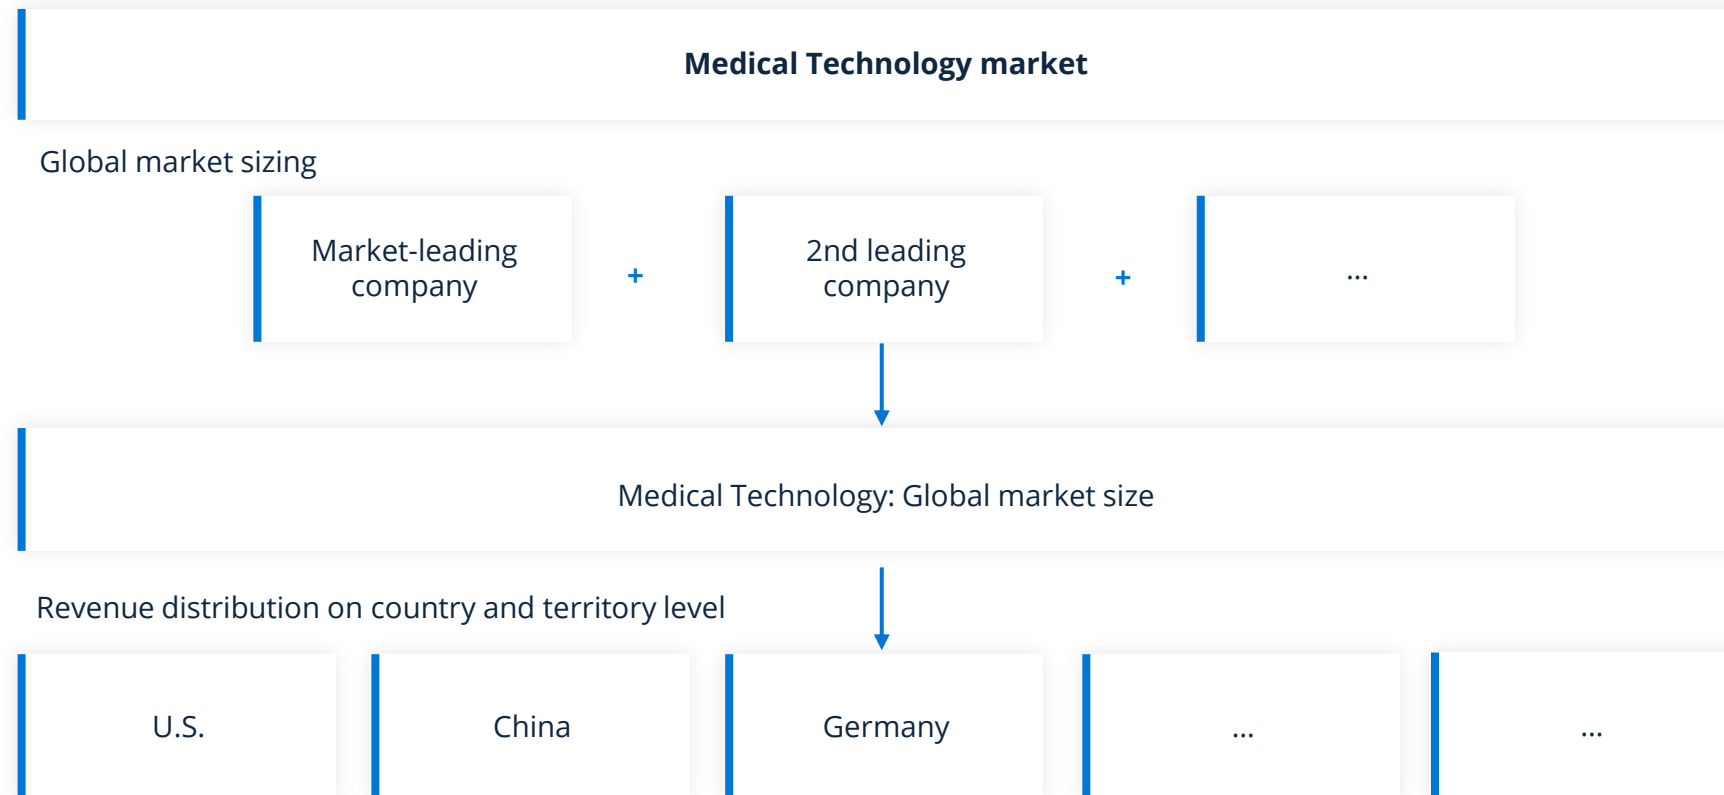 Medical Technology market
Global market sizing
Market-leading
company
+
2nd leading
company
+
...
Medical Technology: Global market size
Revenue distribution on country and territory level
U.S.
China
Germany
...
...